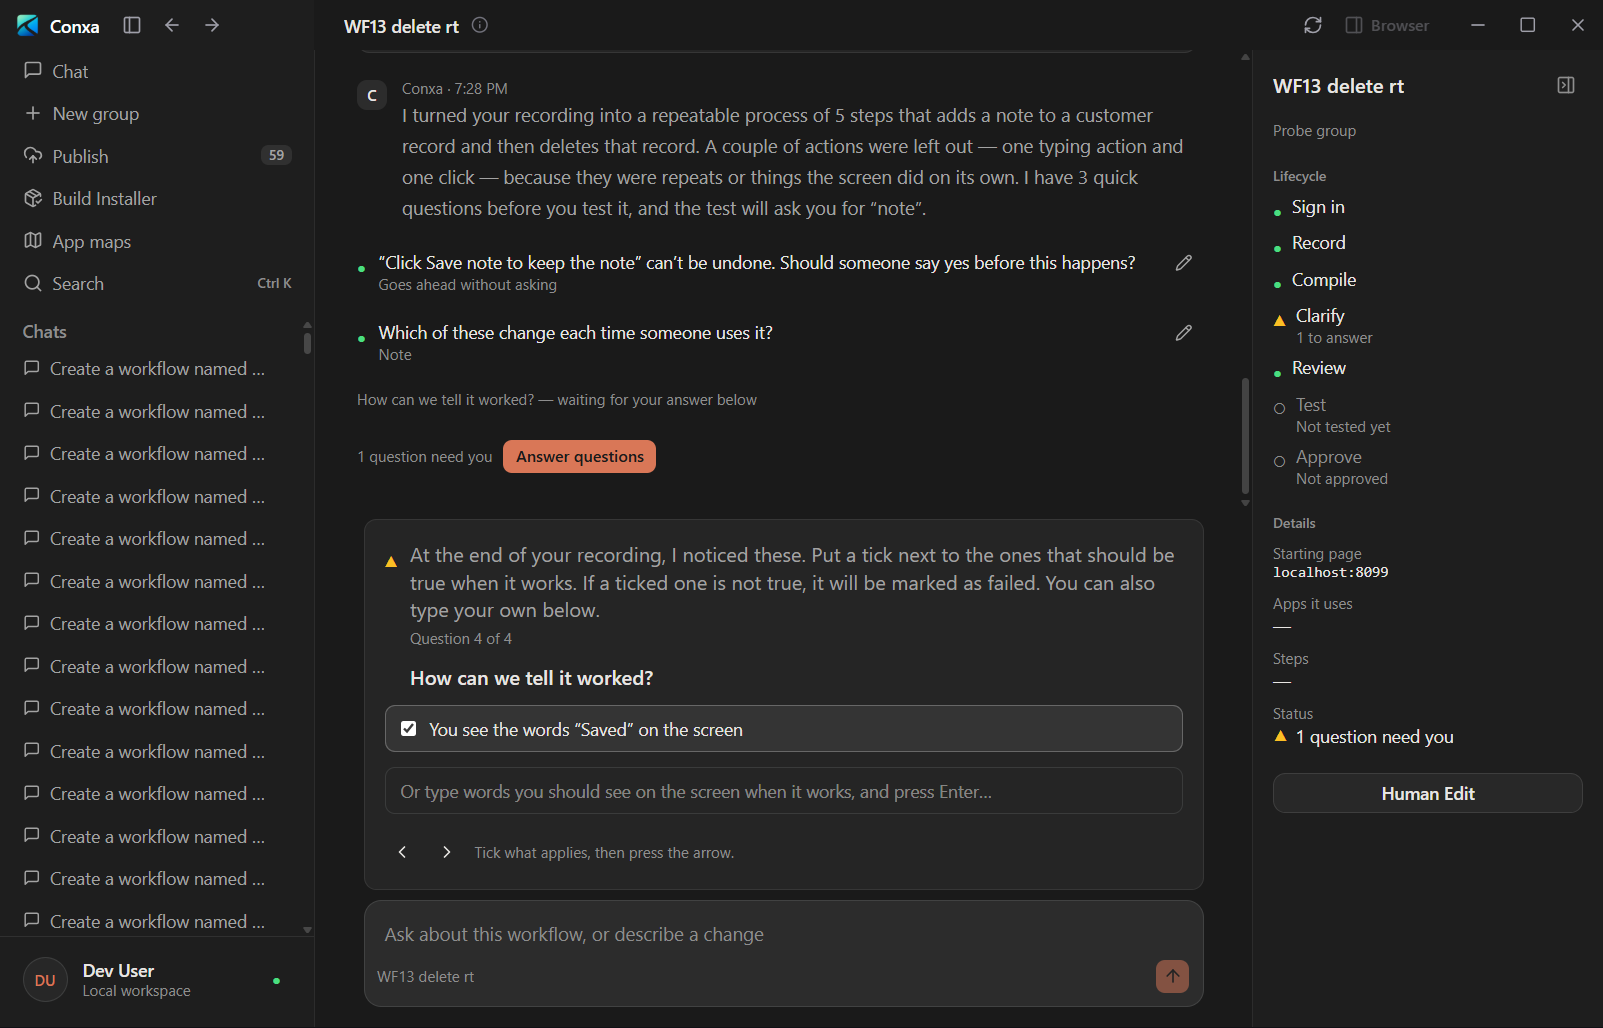 Conxa
WF13 delete rt
Browser
Chat
New group
Publish 59
Build Installer
App maps
Search Ctrl K
Chats
Create a workflow named ...
Create a workflow named ...
Create a workflow named ...
Create a workflow named ...
Create a workflow named ...
Create a workflow named ...
Create a workflow named ...
Create a workflow named ...
Create a workflow named ...
Create a workflow named ...
Create a workflow named ...
Create a workflow named ...
Create a workflow named ...
Create a workflow named ...
DU
Dev User
Local workspace
C
Conxa · 7:28 PM
I turned your recording into a repeatable process of 5 steps that adds a note to a customer
record and then deletes that record. A couple of actions were left out — one typing action and
one click — because they were repeats or things the screen did on its own. I have 3 quick
questions before you test it, and the test will ask you for “note”.
“Click Save note to keep the note” can’t be undone. Should someone say yes before this happens?
Goes ahead without asking
Which of these change each time someone uses it?
Note
How can we tell it worked? — waiting for your answer below
1 question need you
Answer questions
At the end of your recording, I noticed these. Put a tick next to the ones that should be
true when it works. If a ticked one is not true, it will be marked as failed. You can also
type your own below.
Question 4 of 4
How can we tell it worked?
You see the words “Saved” on the screen
Or type words you should see on the screen when it works, and press Enter...
Tick what applies, then press the arrow.
Ask about this workflow, or describe a change
WF13 delete rt
WF13 delete rt
Probe group
Lifecycle
Sign in
Record
Compile
Clarify
1 to answer
Review
Test
Not tested yet
Approve
Not approved
Details
Starting page
localhost:8099
Apps it uses
—
Steps
—
Status
1 question need you
Human Edit